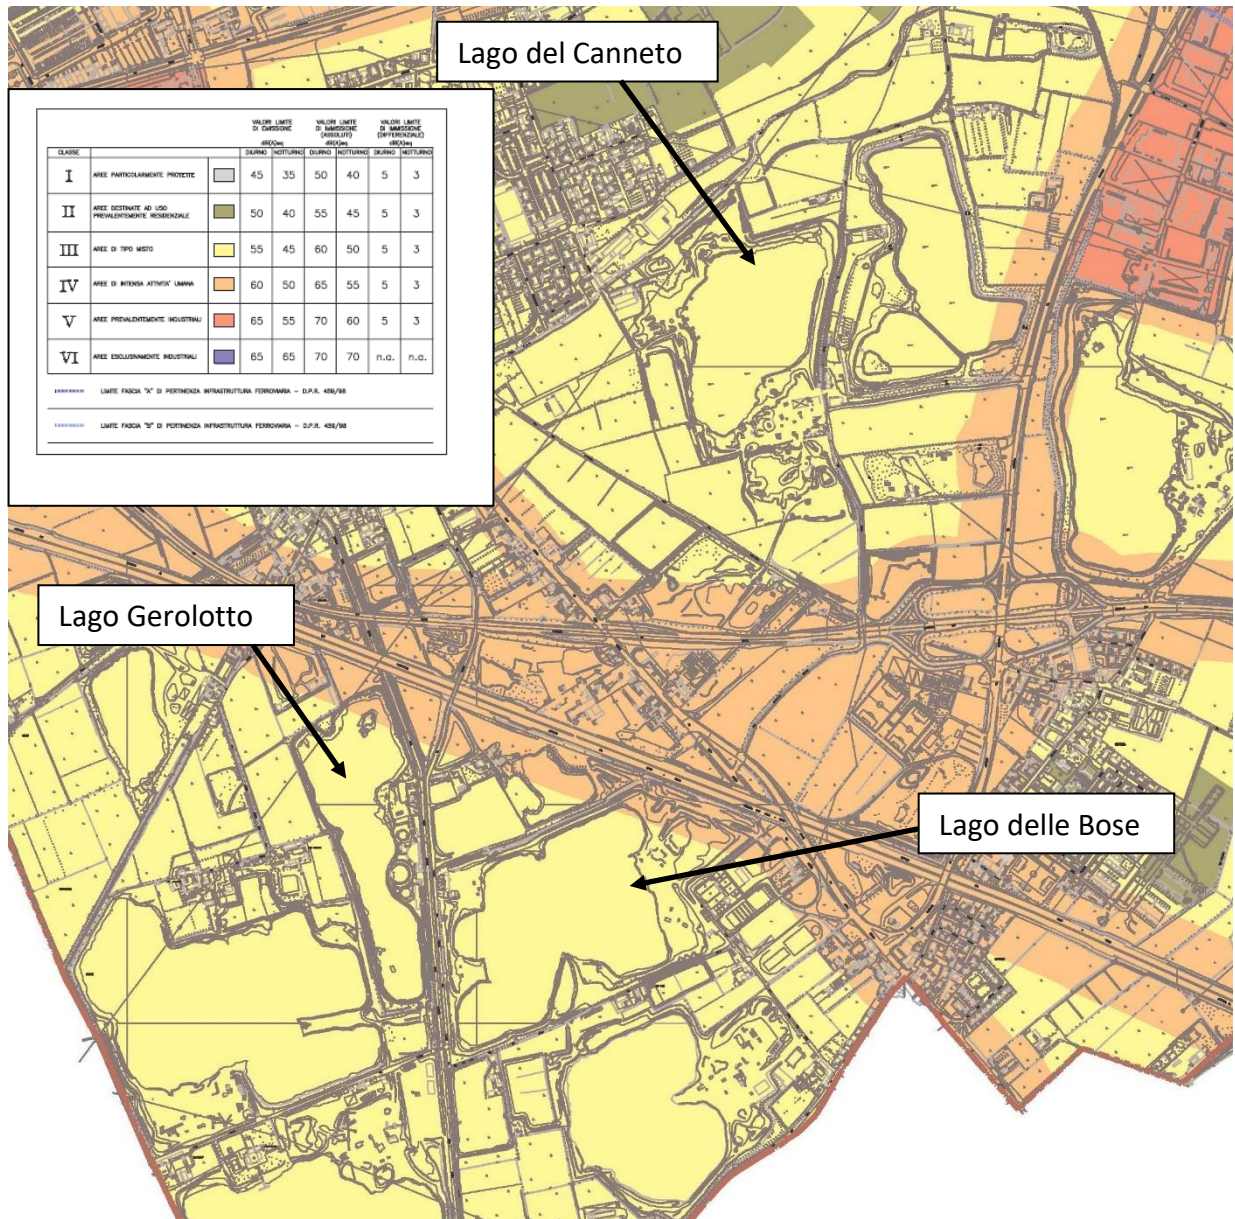 Lago del Canneto
VALORI LIMITE VALORI LIMITE VALORI LIMITE
DI EMISSIONE DI IMMISSIONE DI IMMISSIONE
(ASSOLUTI) (DIFFERENZIALE)
dB(A)eq dB(A)eq dB(A)eq
CLASSE DIURNO NOTTURNO DIURNO NOTTURNO DIURNO NOTTURNO
I AREE PARTICOLARMENTE PROTETTE 45 35 50 40 5 3
II AREE DESTINATE AD USO
PREVALENTEMENTE RESIDENZIALE 50 40 55 45 5 3
III AREE DI TIPO MISTO 55 45 60 50 5 3
IV AREE DI INTENSA ATTIVITA' UMANA 60 50 65 55 5 3
V AREE PREVALENTEMENTE INDUSTRIALI 65 55 70 60 5 3
VI AREE ESCLUSIVAMENTE INDUSTRIALI 65 65 70 70 n.a. n.a.
LIMITE FASCIA "A" DI PERTINENZA INFRASTRUTTURA FERROVIARIA – D.P.R. 459/98
LIMITE FASCIA "B" DI PERTINENZA INFRASTRUTTURA FERROVIARIA – D.P.R. 459/98
Lago Gerolotto
Lago delle Bose